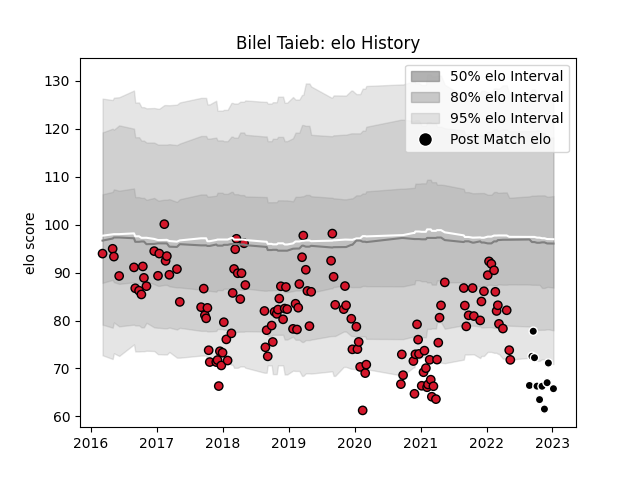 Bilel Taieb: elo History
50% elo Interval
80% elo Interval
95% elo Interval
Post Match elo
elo score
130
120
110
100
90
80
70
60
2016 2017 2018 2019 2020 2021 2022 2023